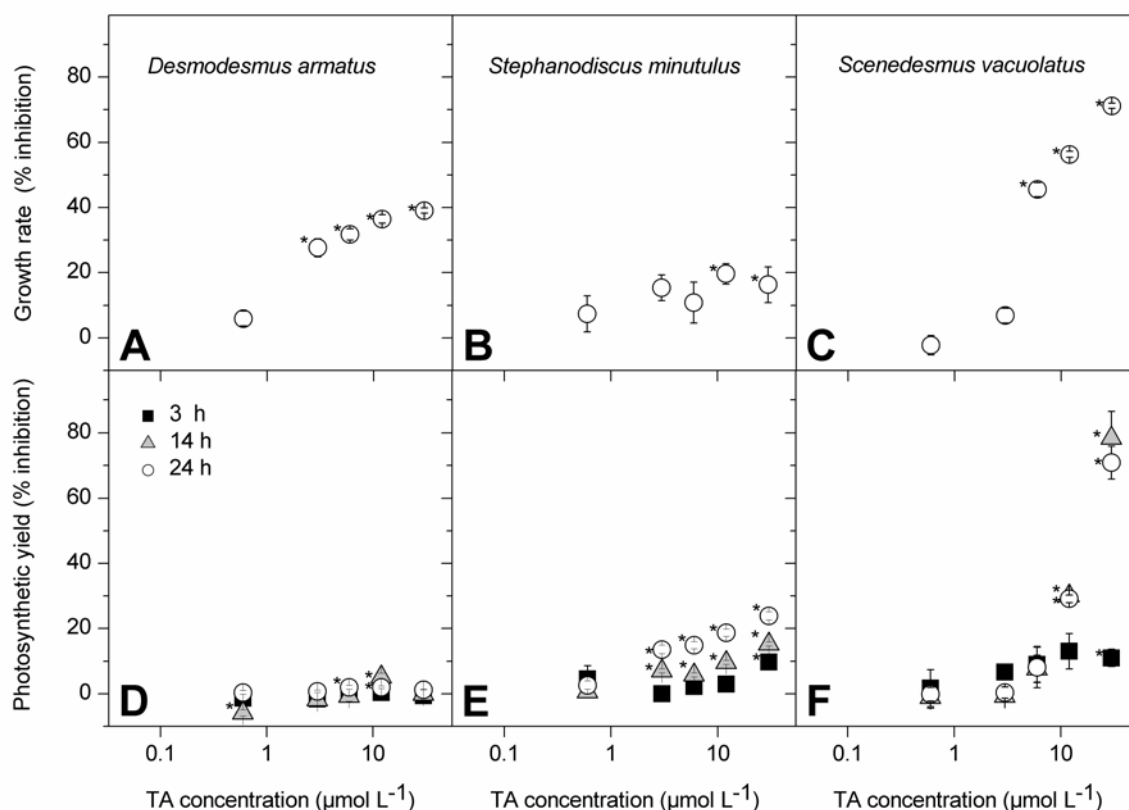 Growth rate (% inhibition)
80
60
40
20
0
Desmodesmus armatus
* * * *
A
Stephanodiscus minutulus
* *
B
Scenedesmus vacuolatus
* * *
C
Photosynthetic yield (% inhibition)
80
60
40
20
0
3 h
14 h
24 h
* * * *
D
* * * * * * * * *
E
* * * * *
F
0.1 1 10
0.1 1 10
0.1 1 10
TA concentration (µmol L⁻¹)
TA concentration (µmol L⁻¹)
TA concentration (µmol L⁻¹)